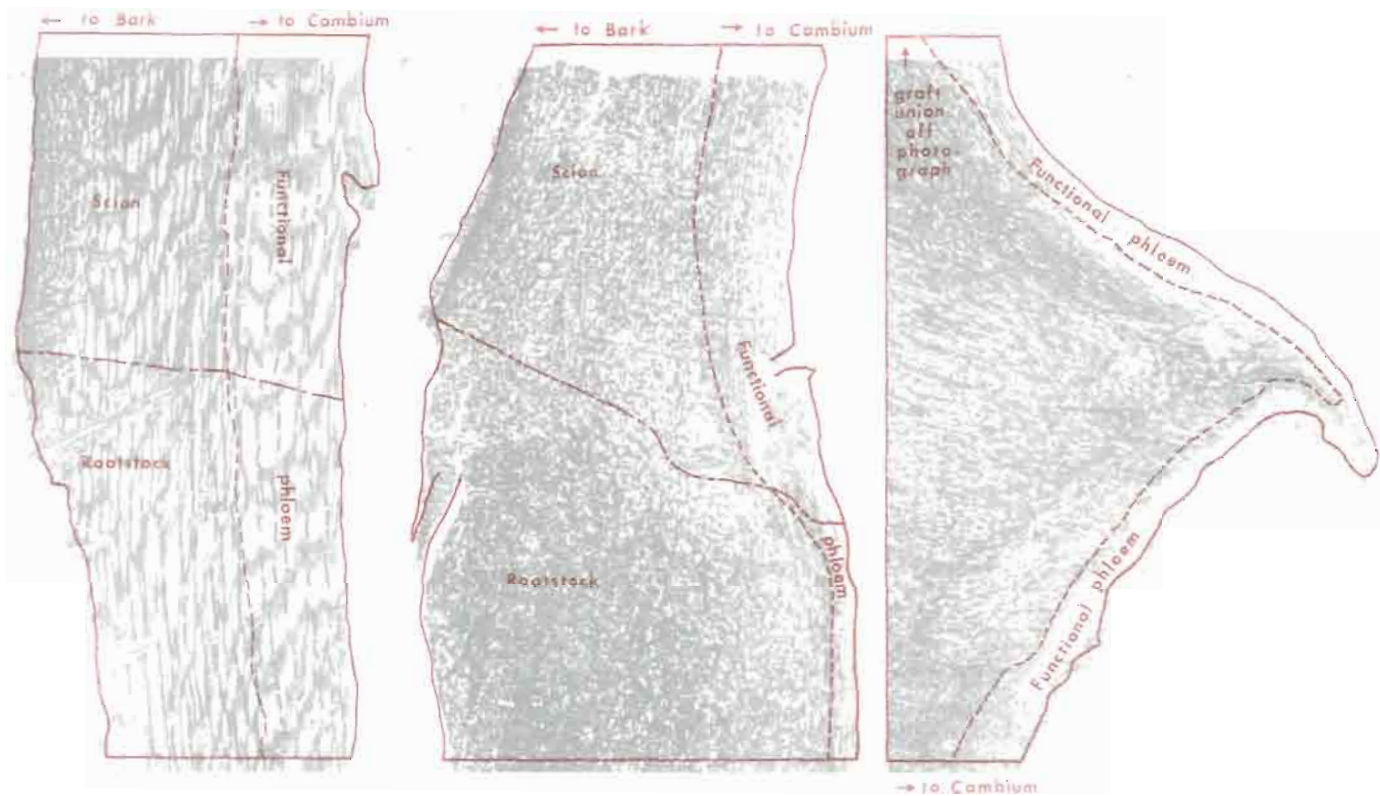 ← to Bark → to Cambium
Scion
Functional
Rootstock
phloem
← to Bark → to Cambium
Scion
Functional
Rootstock
phloem
↑
graft
union
off
photo-
graph
Functional phloem
Functional phloem
→ to Cambium